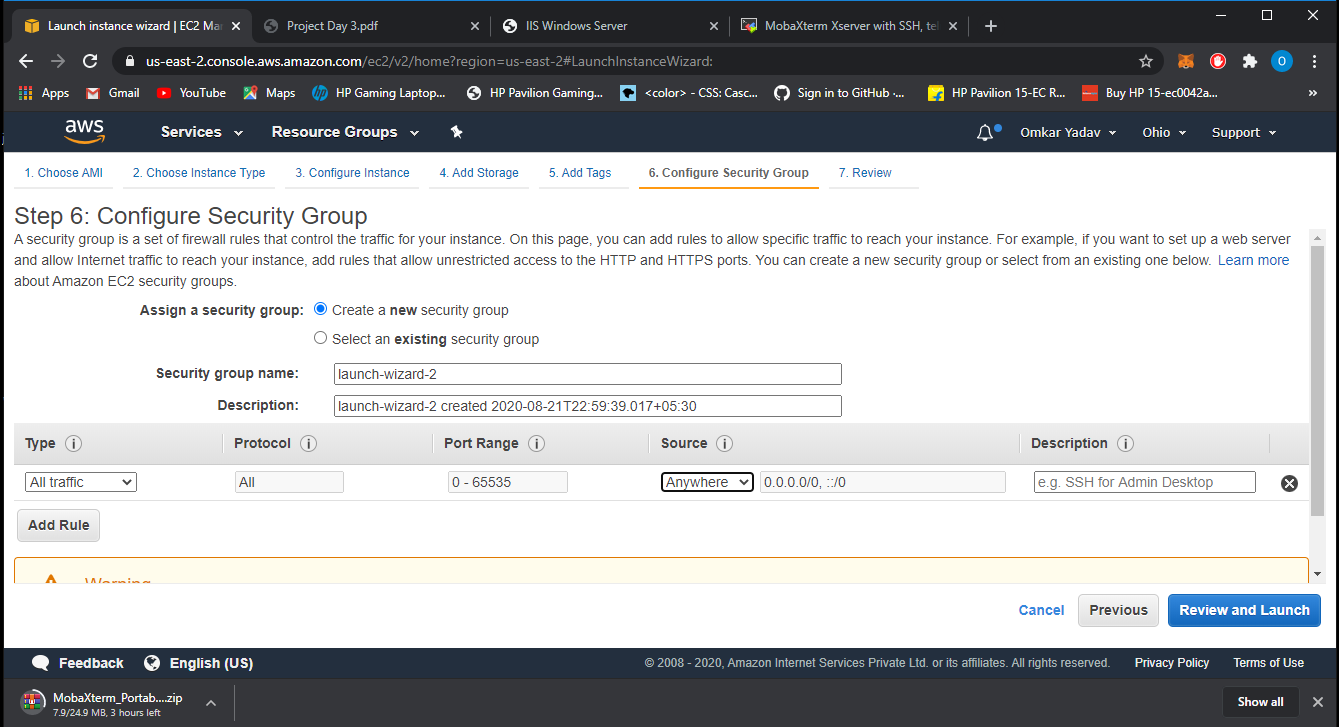 Launch instance wizard | EC2 Ma
Project Day 3.pdf
IIS Windows Server
MobaXterm Xserver with SSH, tel
us-east-2.console.aws.amazon.com/ec2/v2/home?region=us-east-2#LaunchInstanceWizard:
O
Apps
Gmail
YouTube
Maps
HP Gaming Laptop...
HP Pavilion Gaming...
<color> - CSS: Casc...
Sign in to GitHub ·...
HP Pavilion 15-EC R...
Buy HP 15-ec0042a...
»
aws
Services
Resource Groups
Omkar Yadav
Ohio
Support
1. Choose AMI
2. Choose Instance Type
3. Configure Instance
4. Add Storage
5. Add Tags
6. Configure Security Group
7. Review
Step 6: Configure Security Group
A security group is a set of firewall rules that control the traffic for your instance. On this page, you can add rules to allow specific traffic to reach your instance. For example, if you want to set up a web server
and allow Internet traffic to reach your instance, add rules that allow unrestricted access to the HTTP and HTTPS ports. You can create a new security group or select from an existing one below. Learn more
about Amazon EC2 security groups.
Assign a security group:
Create a new security group
Select an existing security group
Security group name:
launch-wizard-2
Description:
launch-wizard-2 created 2020-08-21T22:59:39.017+05:30
Type
Protocol
Port Range
Source
Description
All traffic
All
0 - 65535
Anywhere
0.0.0.0/0, ::/0
e.g. SSH for Admin Desktop
Add Rule
Warning
Cancel
Previous
Review and Launch
Feedback
English (US)
© 2008 - 2020, Amazon Internet Services Private Ltd. or its affiliates. All rights reserved.
Privacy Policy
Terms of Use
MobaXterm_Portab....zip
7.9/24.9 MB, 3 hours left
Show all